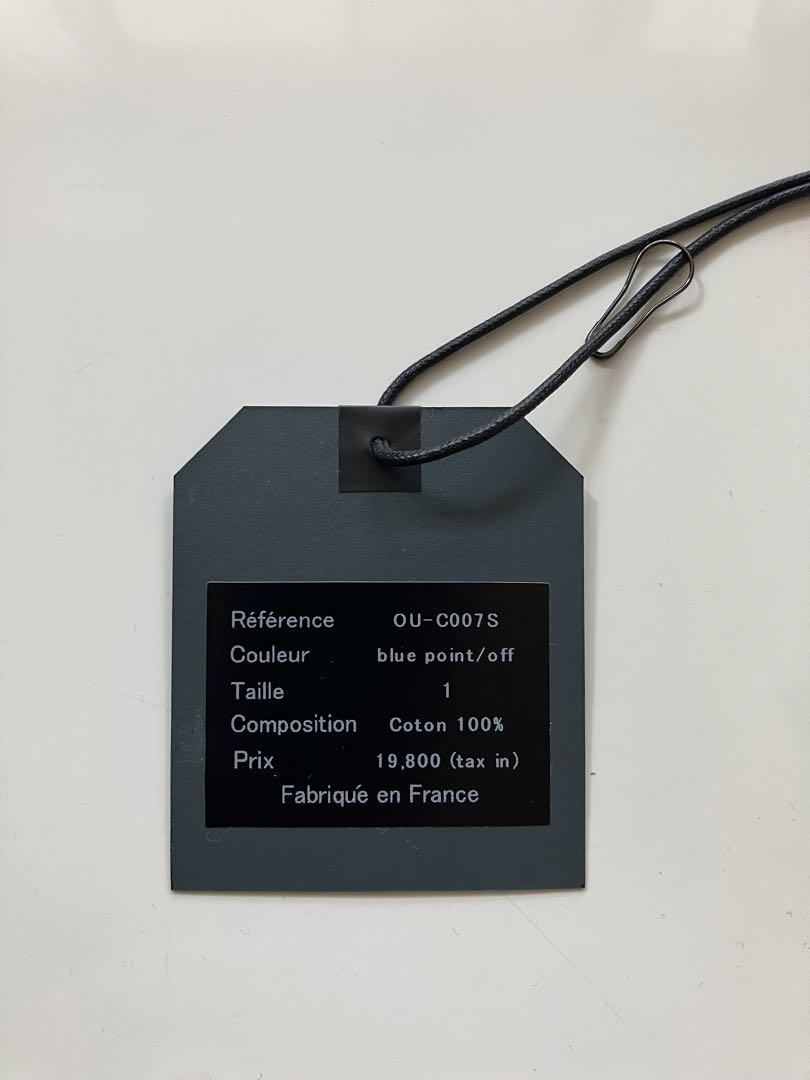 Référence OU-C007S
Couleur blue point/off
Taille 1
Composition Coton 100%
Prix 19,800 (tax in)
Fabriqué en France